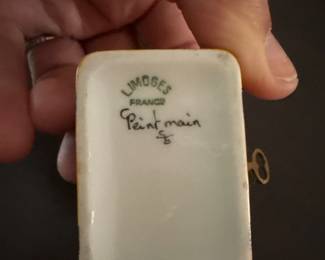 LIMOGES
FRANCE
Peint main